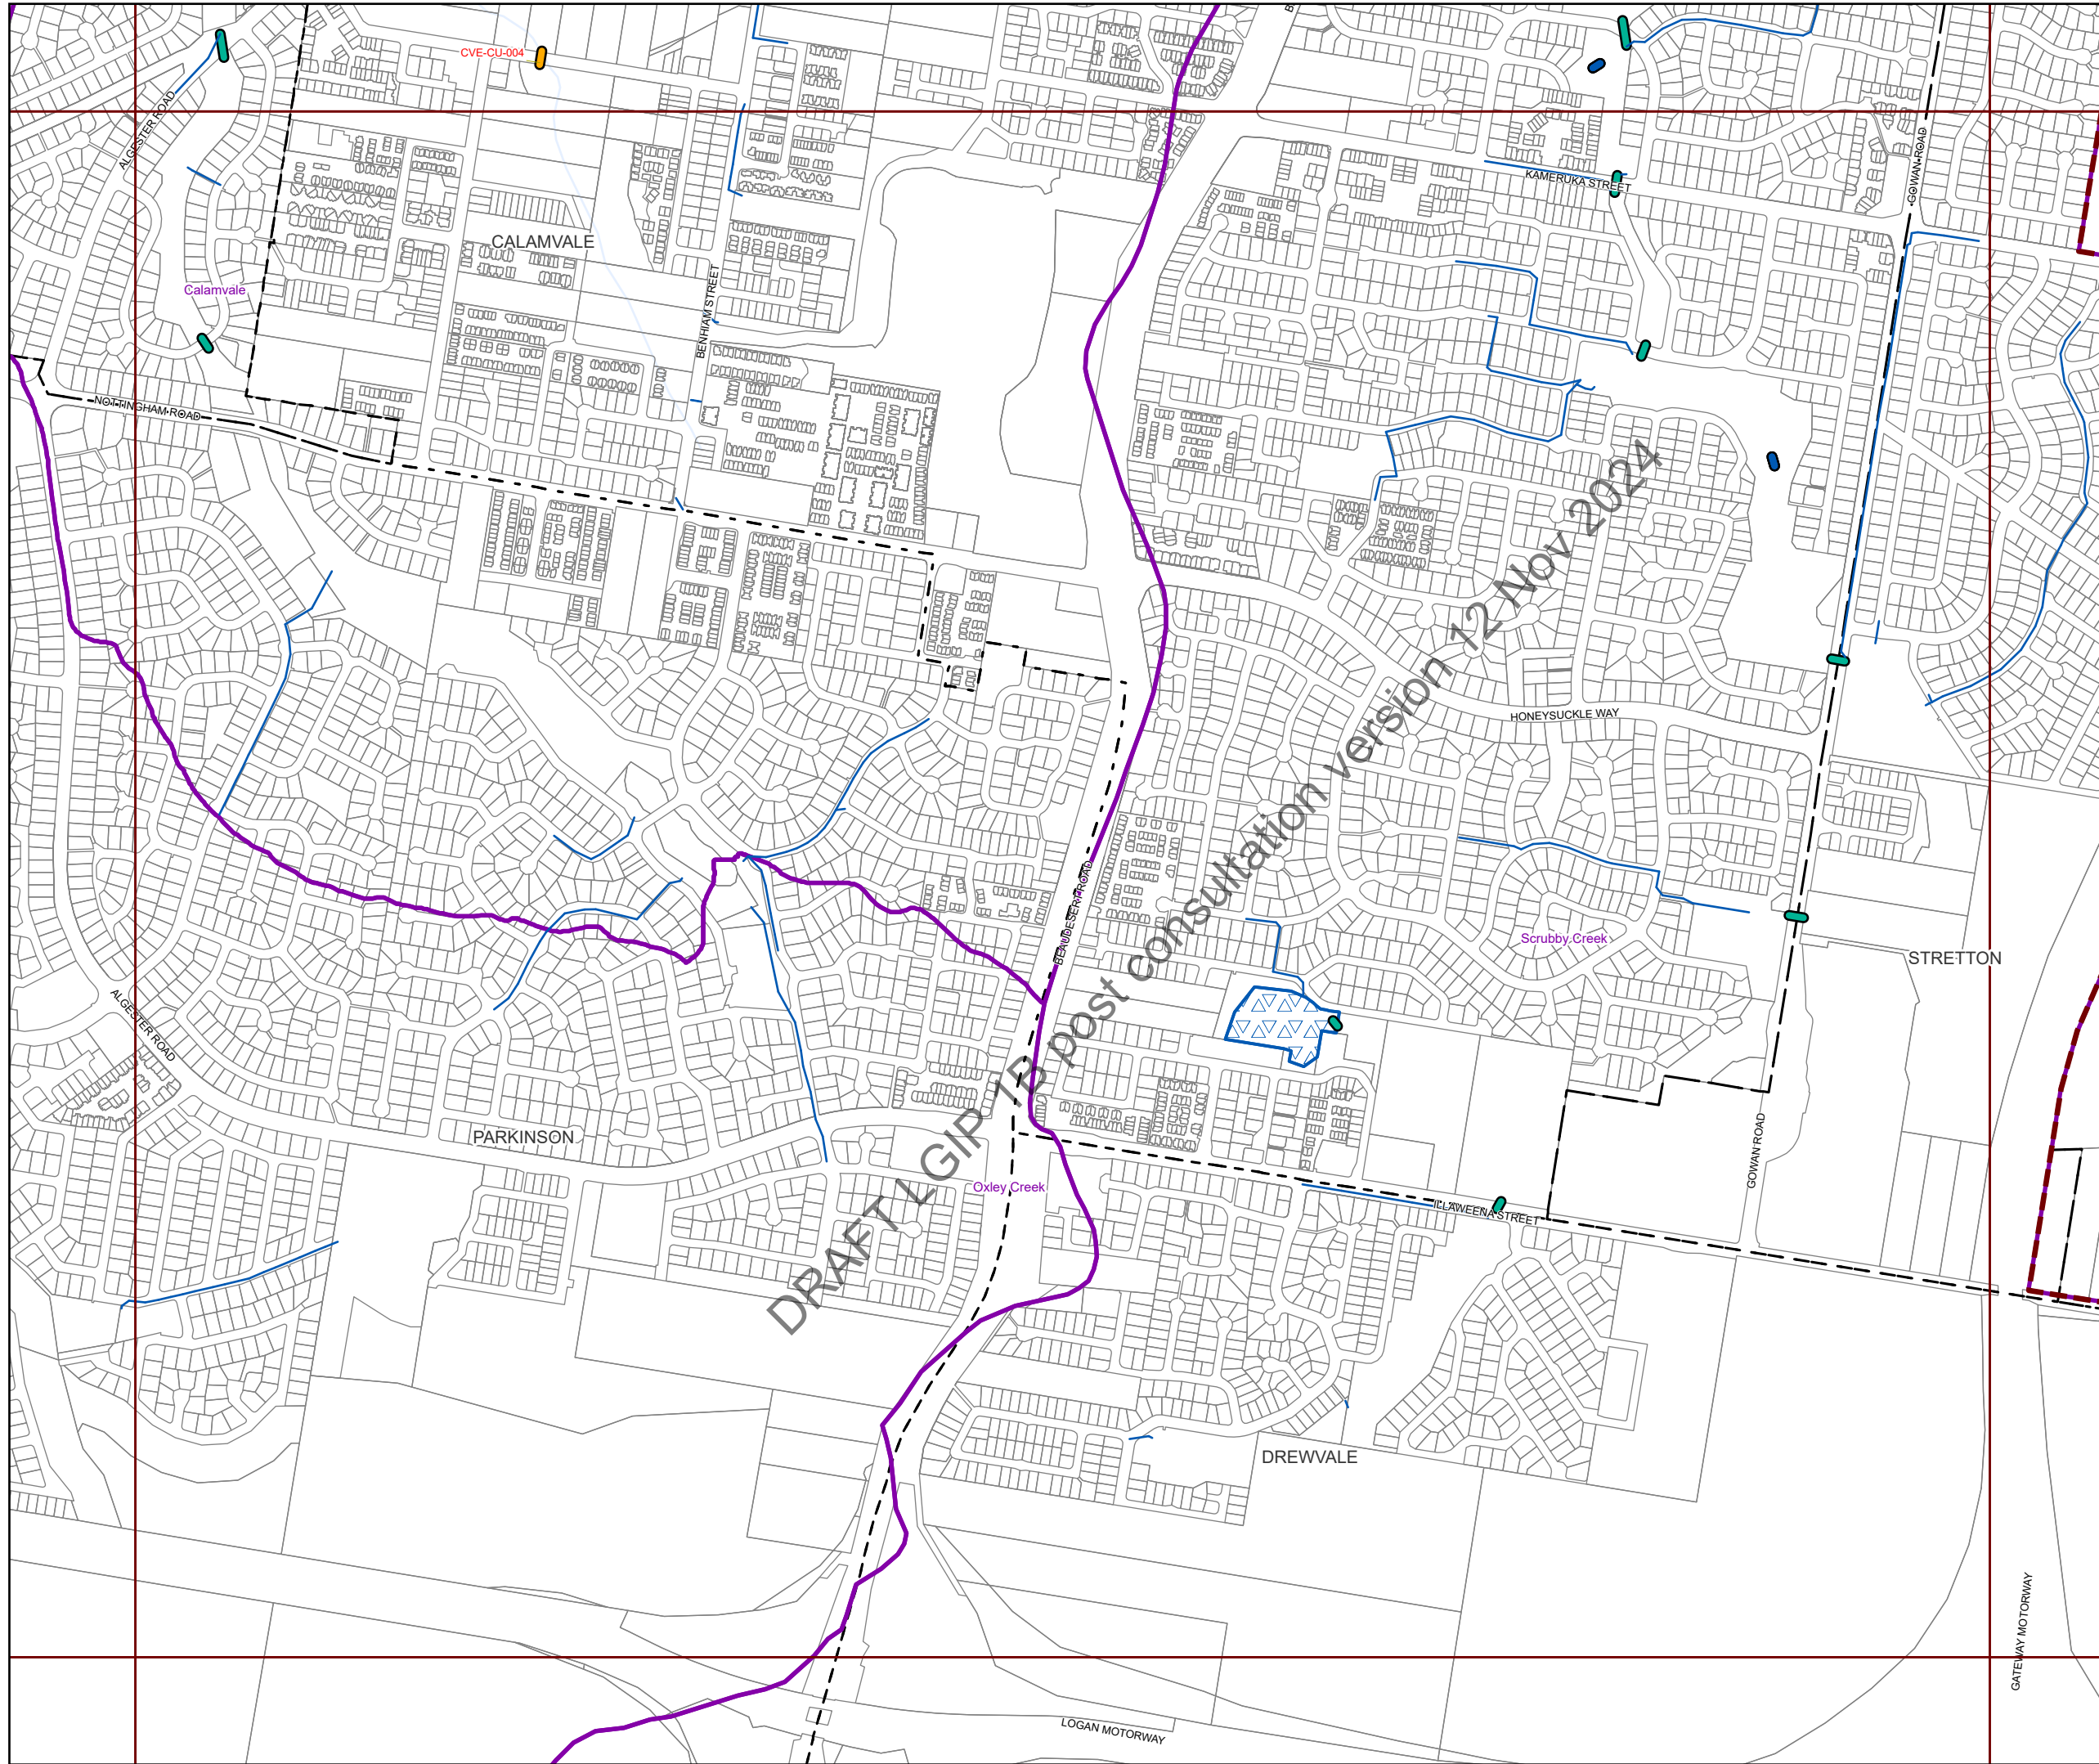 CVE-CU-004
ALGESTER ROAD
GOWAN ROAD
KAMERUKA STREET
CALAMVALE
Calamvale
BENHIAM STREET
NOTTINGHAM ROAD
HONEYSUCKLE WAY
BEAUDESERT ROAD
Scrubby Creek
STRETTON
ALGESTER ROAD
DRAFT LGIP 1B post consultation version 12 Nov 2024
PARKINSON
GOWAN ROAD
Oxley Creek
ILLAWEENA STREET
DREWVALE
GATEWAY MOTORWAY
LOGAN MOTORWAY